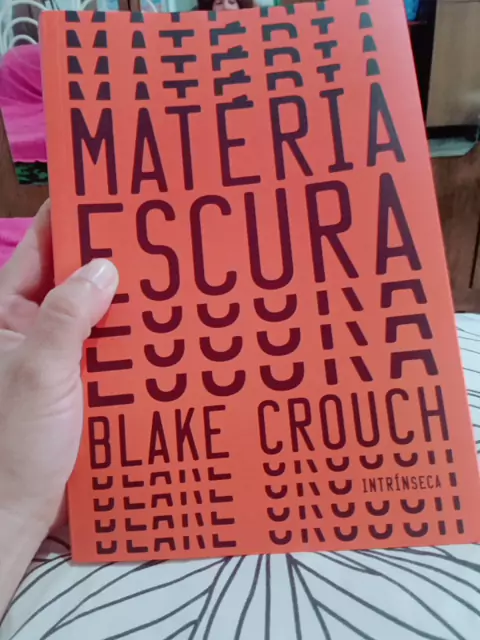 MATÉRIA
ESCURA
BLAKE CROUCH
INTRÍNSECA